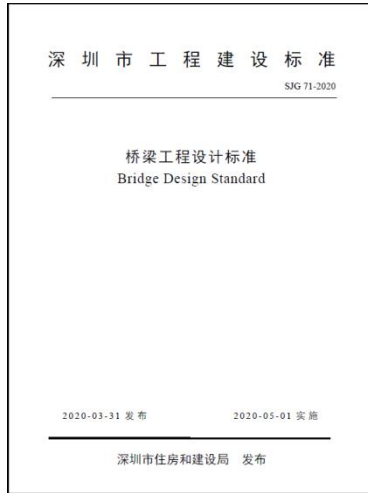 深圳市工程建设标准
SJG 71-2020
桥梁工程设计标准
Bridge Design Standard
2020-03-31 发布 2020-05-01 实施
深圳市住房和建设局 发布